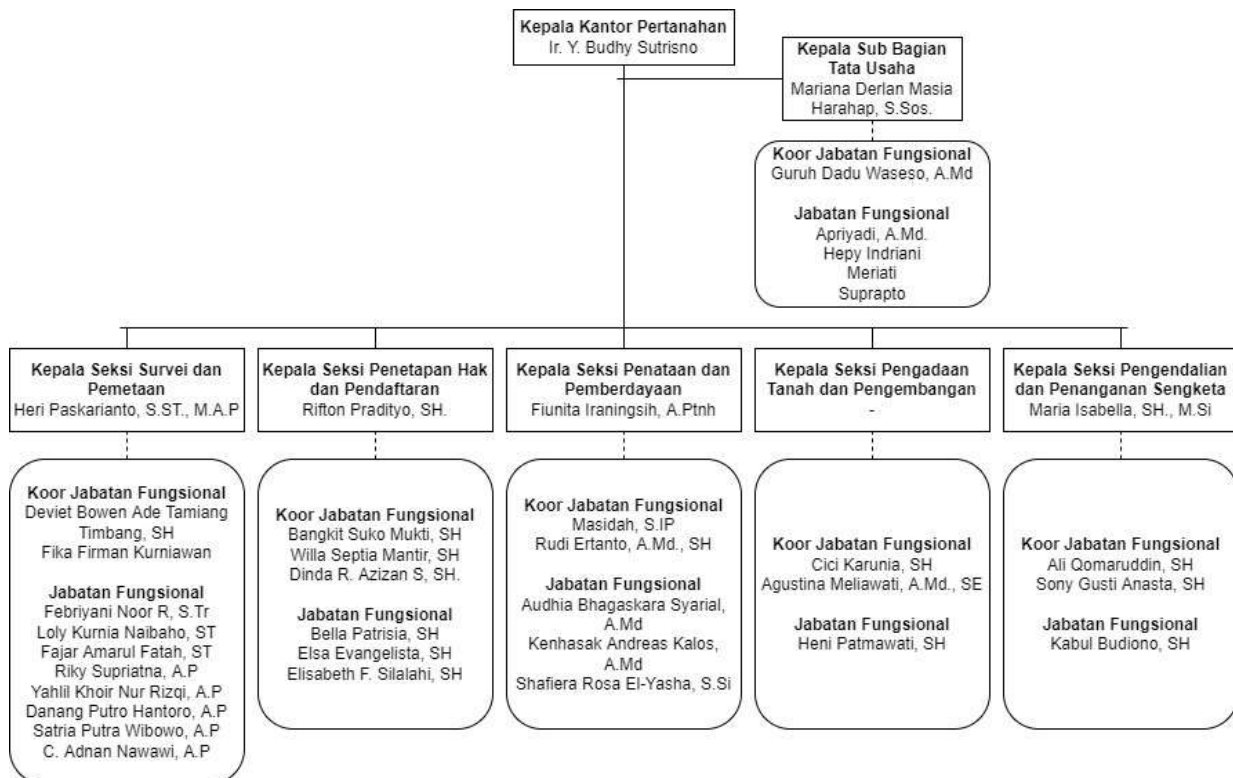 Kepala Kantor Pertanahan
Ir. Y. Budhy Sutrisno
Kepala Sub Bagian
Tata Usaha
Mariana Derlan Masia
Harahap, S.Sos.
Koor Jabatan Fungsional
Guruh Dadu Waseso, A.Md
Jabatan Fungsional
Apriyadi, A.Md.
Hepy Indriani
Meriati
Suprapto
Kepala Seksi Survei dan
Pemetaan
Heri Paskarianto, S.ST., M.A.P
Kepala Seksi Penetapan Hak
dan Pendaftaran
Rifton Pradityo, SH.
Kepala Seksi Penataan dan
Pemberdayaan
Fiunita Iraningsih, A.Ptnh
Kepala Seksi Pengadaan
Tanah dan Pengembangan
-
Kepala Seksi Pengendalian
dan Penanganan Sengketa
Maria Isabella, SH., M.Si
Koor Jabatan Fungsional
Deviet Bowen Ade Tamiang
Timbang, SH
Fika Firman Kurniawan
Jabatan Fungsional
Febriyani Noor R, S.Tr
Loly Kurnia Naibaho, ST
Fajar Amarul Fatah, ST
Riky Supriatna, A.P
Yahlil Khoir Nur Rizqi, A.P
Danang Putro Hantoro, A.P
Satria Putra Wibowo, A.P
C. Adnan Nawawi, A.P
Koor Jabatan Fungsional
Bangkit Suko Mukti, SH
Willa Septia Mantir, SH
Dinda R. Azizan S, SH.
Jabatan Fungsional
Bella Patrisia, SH
Elsa Evangelista, SH
Elisabeth F. Silalahi, SH
Koor Jabatan Fungsional
Masidah, S.IP
Rudi Ertanto, A.Md., SH
Jabatan Fungsional
Audhia Bhagaskara Syarial,
A.Md
Kenhasak Andreas Kalos,
A.Md
Shafiera Rosa El-Yasha, S.Si
Koor Jabatan Fungsional
Cici Karunia, SH
Agustina Meliawati, A.Md., SE
Jabatan Fungsional
Heni Patmawati, SH
Koor Jabatan Fungsional
Ali Qomaruddin, SH
Sony Gusti Anasta, SH
Jabatan Fungsional
Kabul Budiono, SH